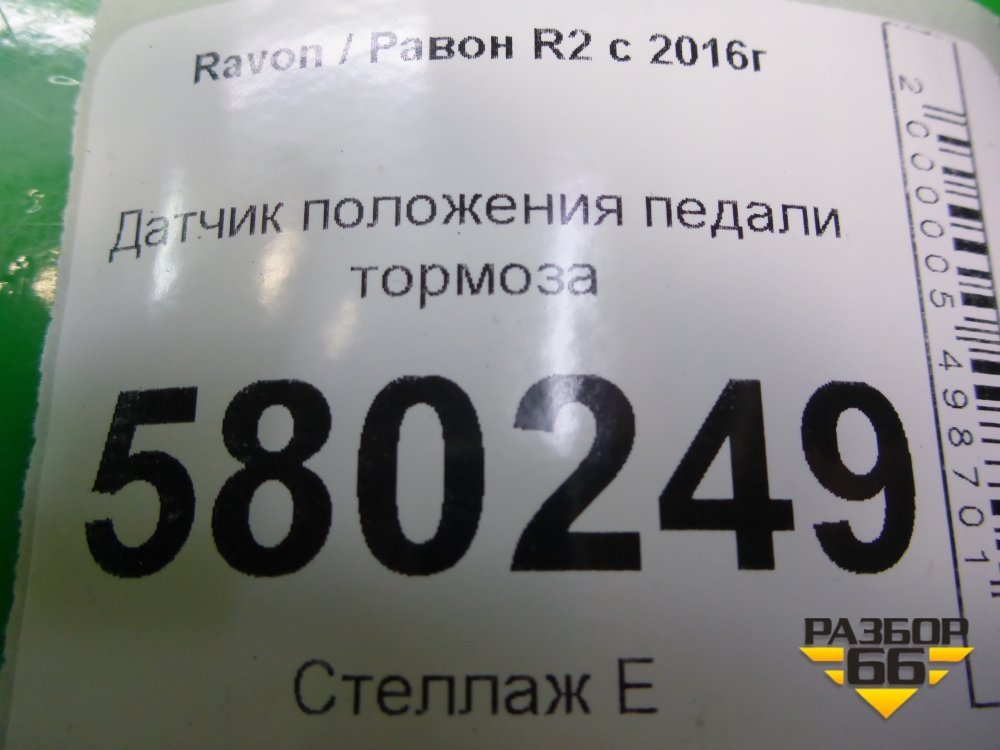 Ravon / Равон R2 с 2016г
Датчик положения педали
тормоза
580249
Стеллаж Е
2000005498701
РАЗБОР
66